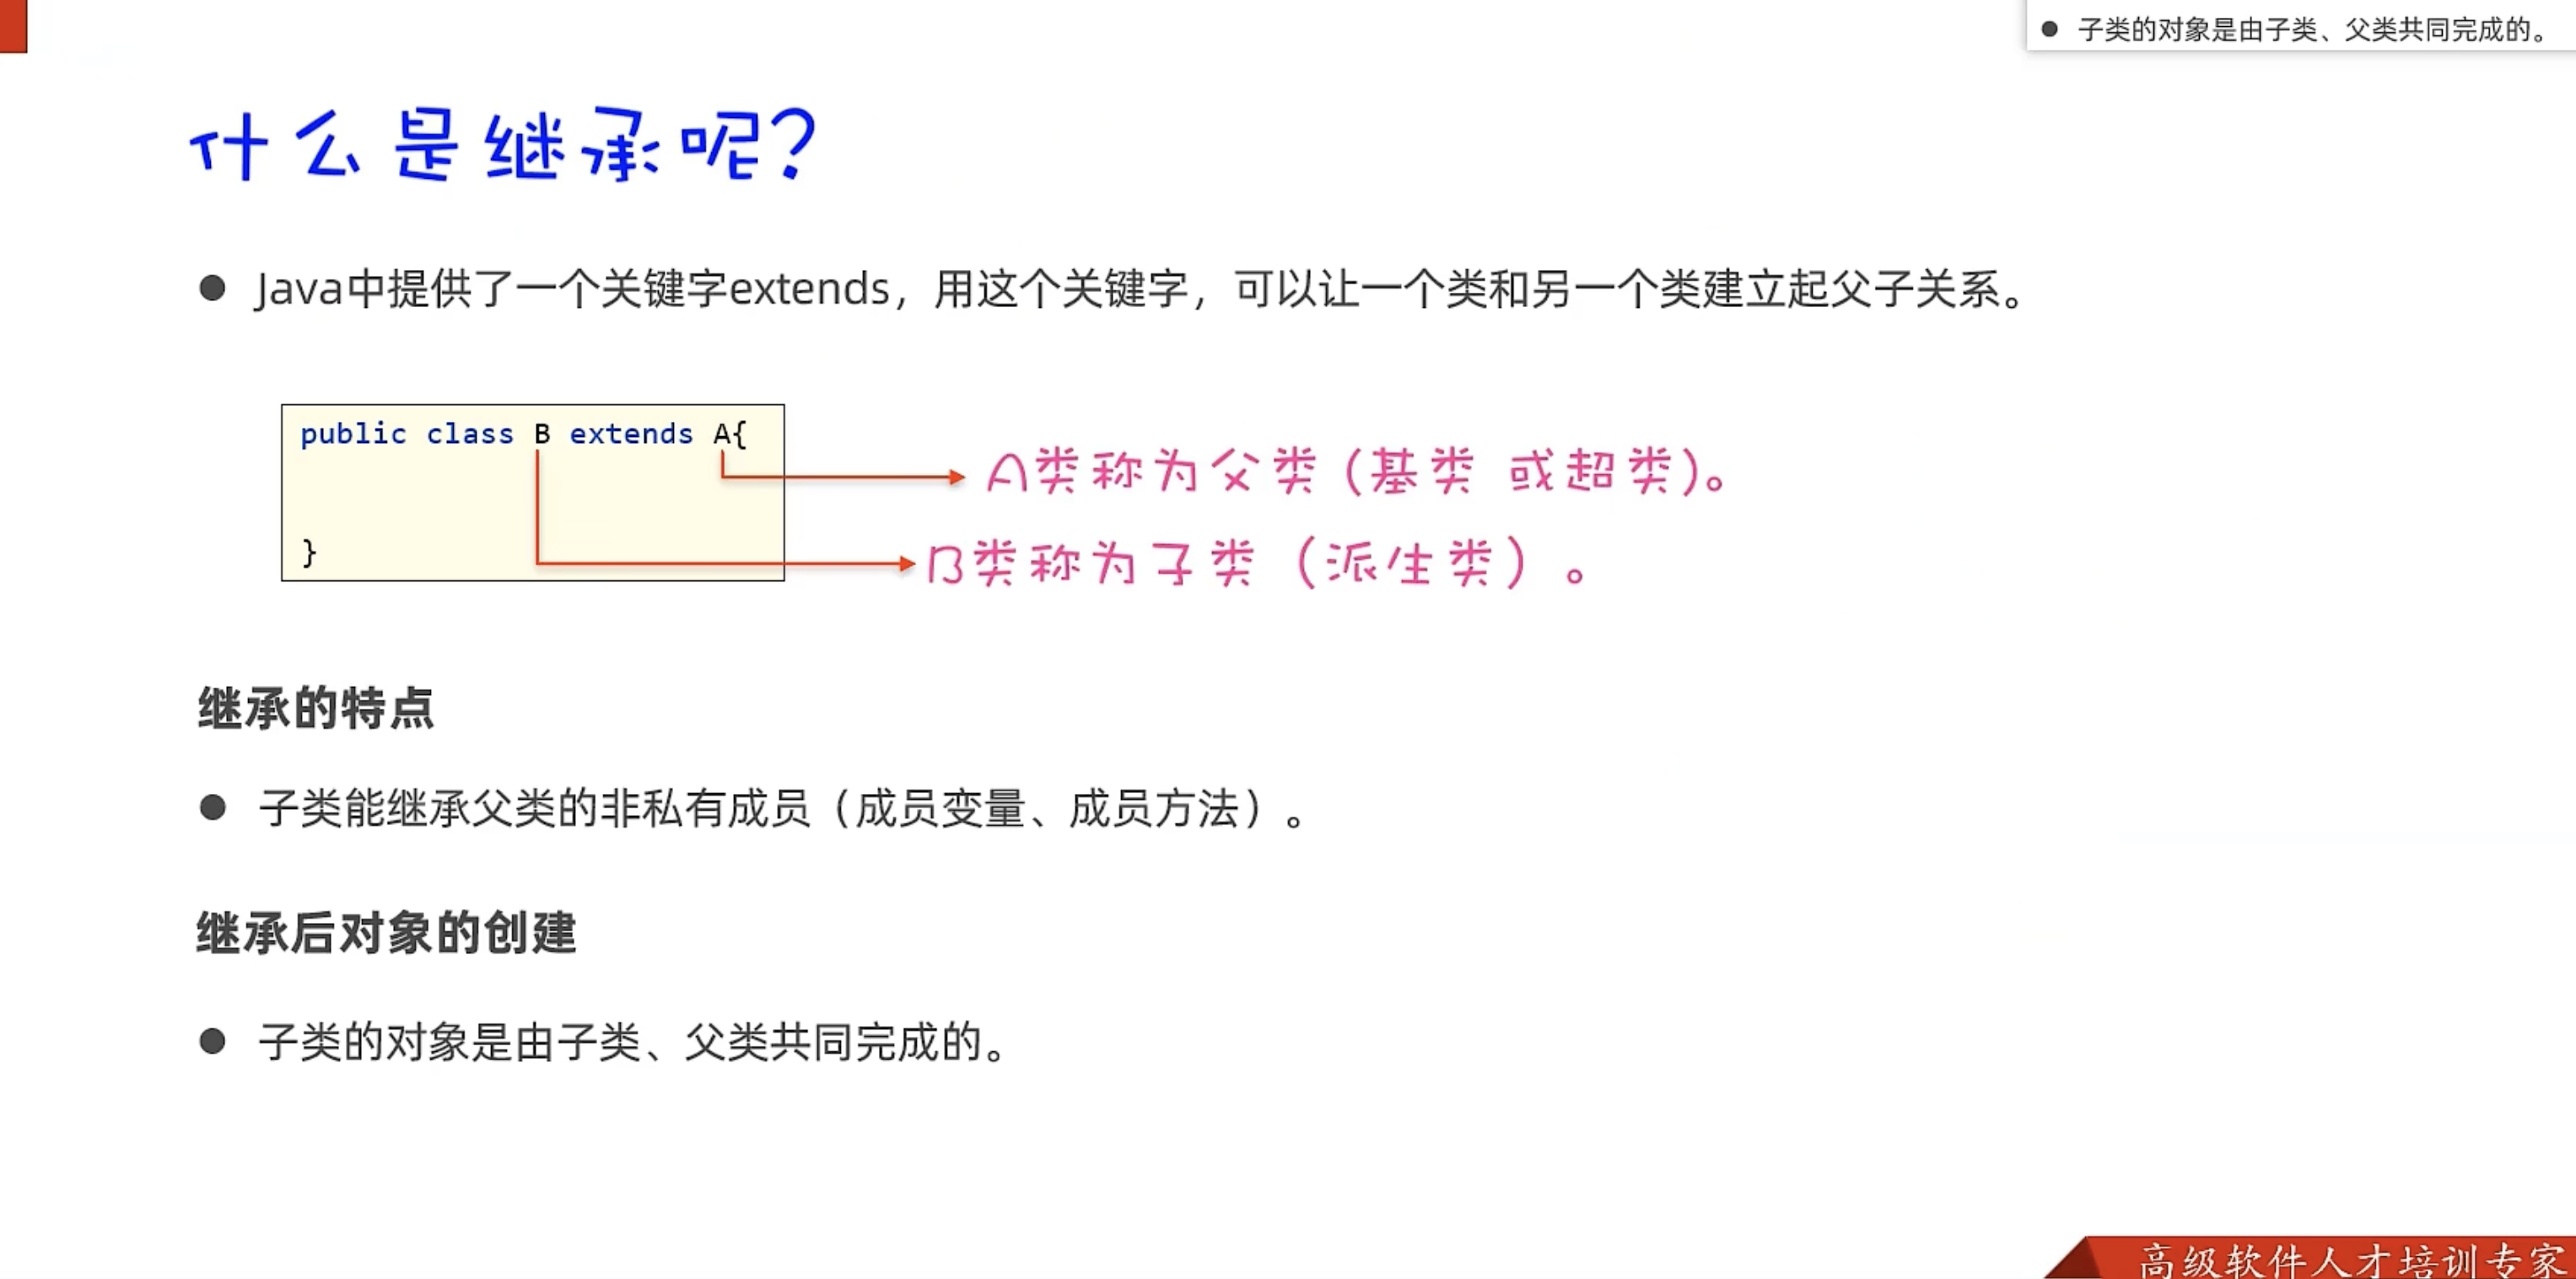 ● 子类的对象是由子类、父类共同完成的。
什么是继承呢？
● Java中提供了一个关键字extends，用这个关键字，可以让一个类和另一个类建立起父子关系。
public class B extends A{
A类称为父类（基类 或超类）。
}
B类称为子类（派生类）。
继承的特点
● 子类能继承父类的非私有成员（成员变量、成员方法）。
继承后对象的创建
● 子类的对象是由子类、父类共同完成的。
高级软件人才培训专家